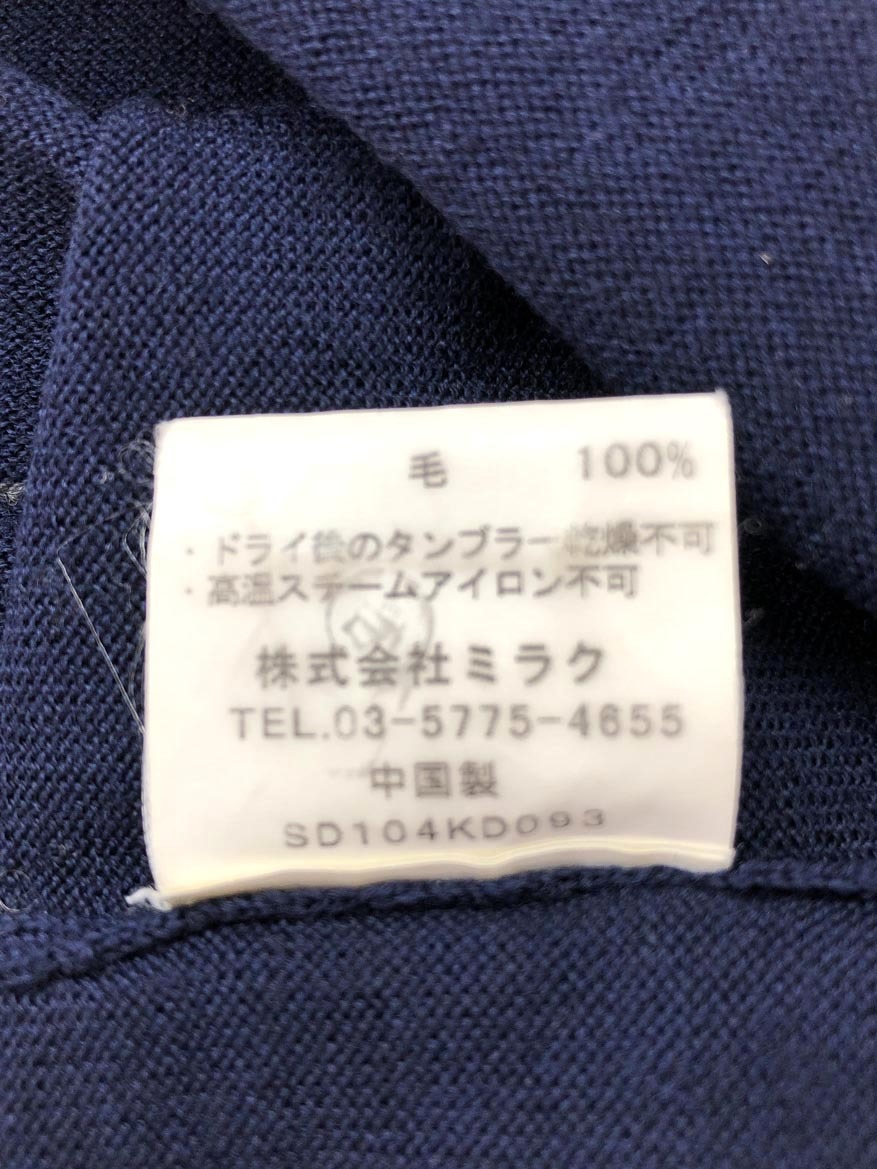 毛 100%
・ドライ後のタンブラー乾燥不可
・高温スチームアイロン不可
株式会社ミラク
TEL.03-5775-4655
中国製
SD104KD093